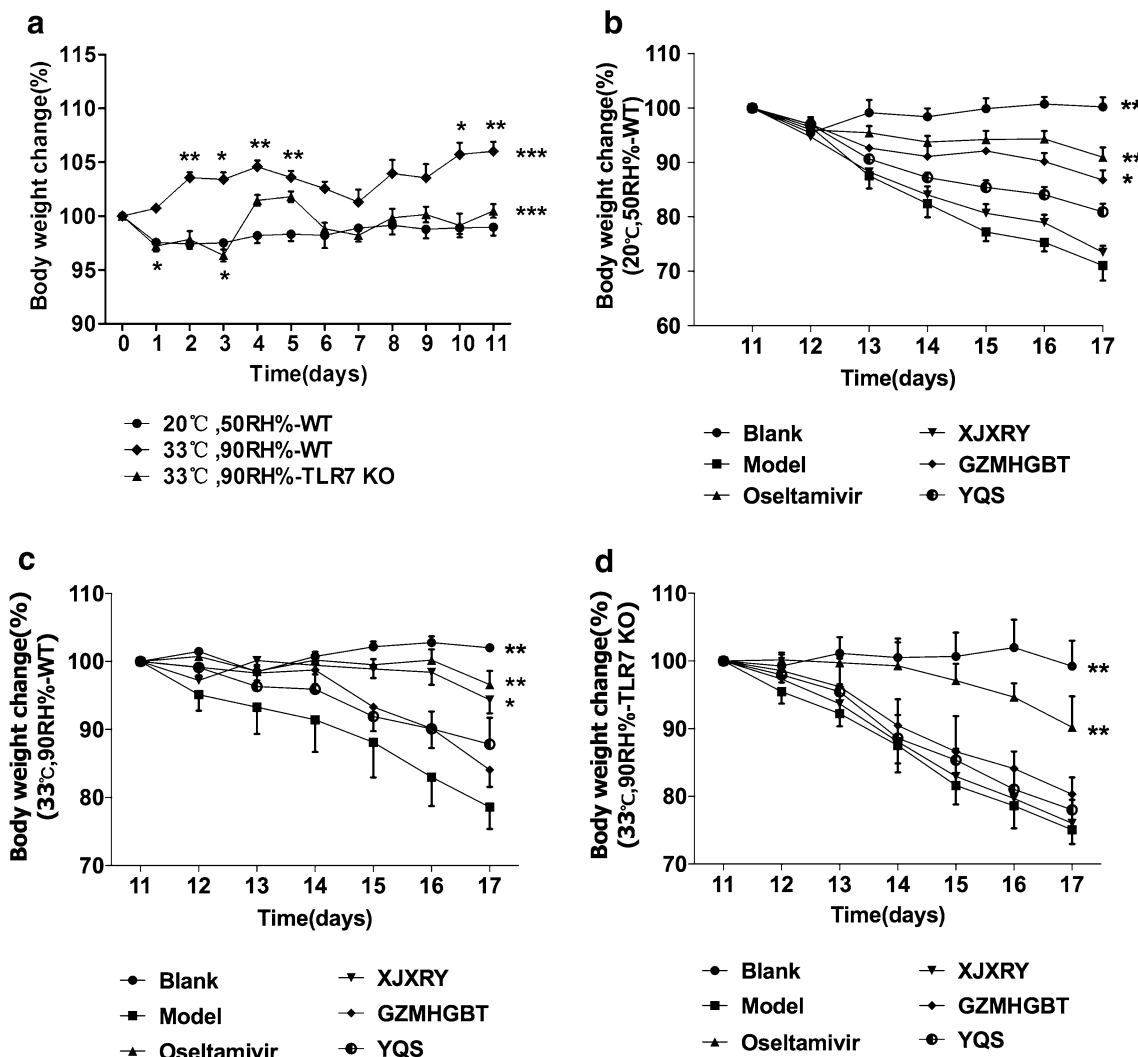 a
Body weight change(%)
115
110
105
100
95
90
** * ** ** * **
***
***
* *
0 1 2 3 4 5 6 7 8 9 10 11
Time(days)
20℃ ,50RH%-WT
33℃ ,90RH%-WT
33℃ ,90RH%-TLR7 KO
b
Body weight change(%)
(20℃,50RH%-WT)
110
100
90
80
70
60
**
**
*
11 12 13 14 15 16 17
Time(days)
Blank
Model
Oseltamivir
XJXRY
GZMHGBT
YQS
c
Body weight change(%)
(33℃,90RH%-WT)
110
100
90
80
70
**
**
*
11 12 13 14 15 16 17
Time(days)
Blank
Model
Oseltamivir
XJXRY
GZMHGBT
YQS
d
Body weight change(%)
(33℃,90RH%-TLR7 KO)
110
100
90
80
70
**
**
11 12 13 14 15 16 17
Time(days)
Blank
Model
Oseltamivir
XJXRY
GZMHGBT
YQS